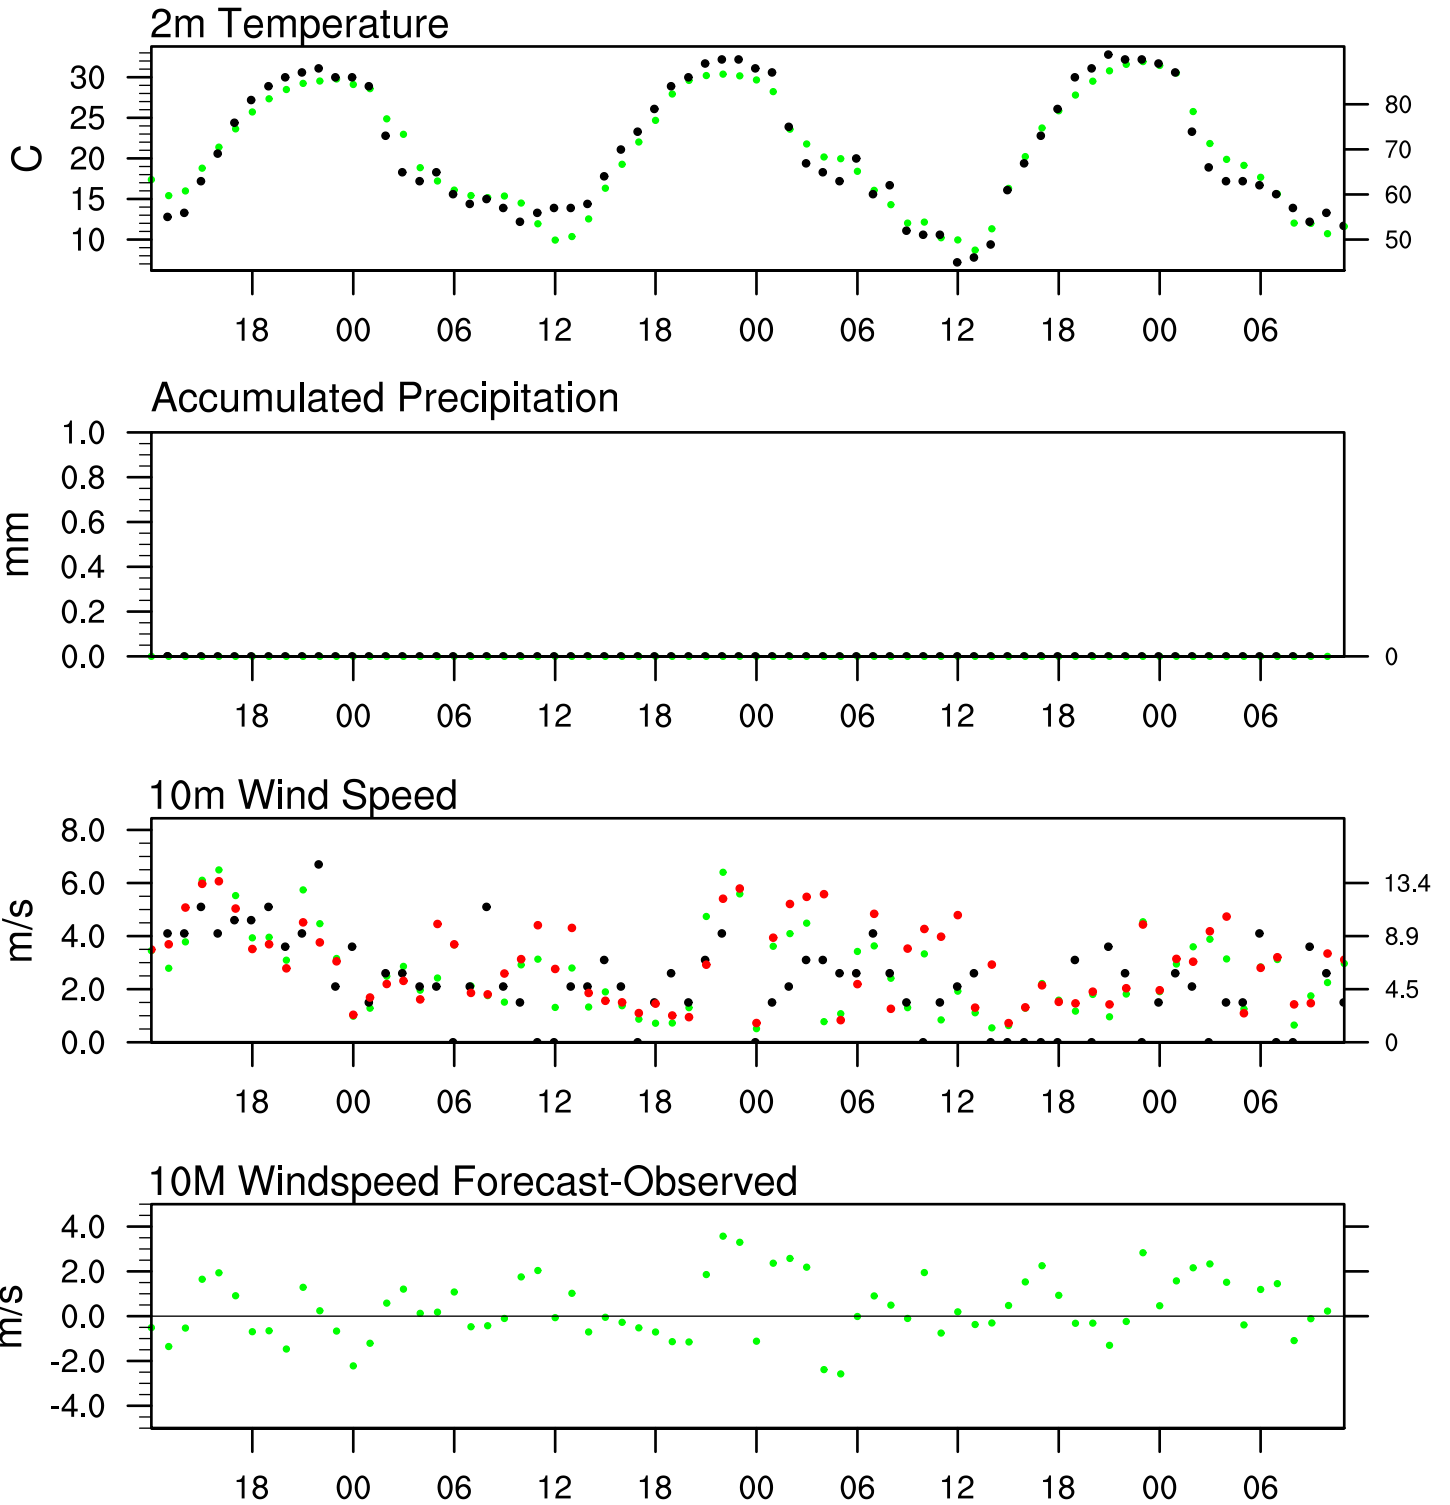 2m Temperature
C
30
25
20
15
10
80
70
60
50
18 00 06 12 18 00 06 12 18 00 06
Accumulated Precipitation
mm
1.0
0.8
0.6
0.4
0.2
0.0
0
18 00 06 12 18 00 06 12 18 00 06
10m Wind Speed
m/s
8.0
6.0
4.0
2.0
0.0
13.4
8.9
4.5
0
18 00 06 12 18 00 06 12 18 00 06
10M Windspeed Forecast-Observed
m/s
4.0
2.0
0.0
-2.0
-4.0
18 00 06 12 18 00 06 12 18 00 06